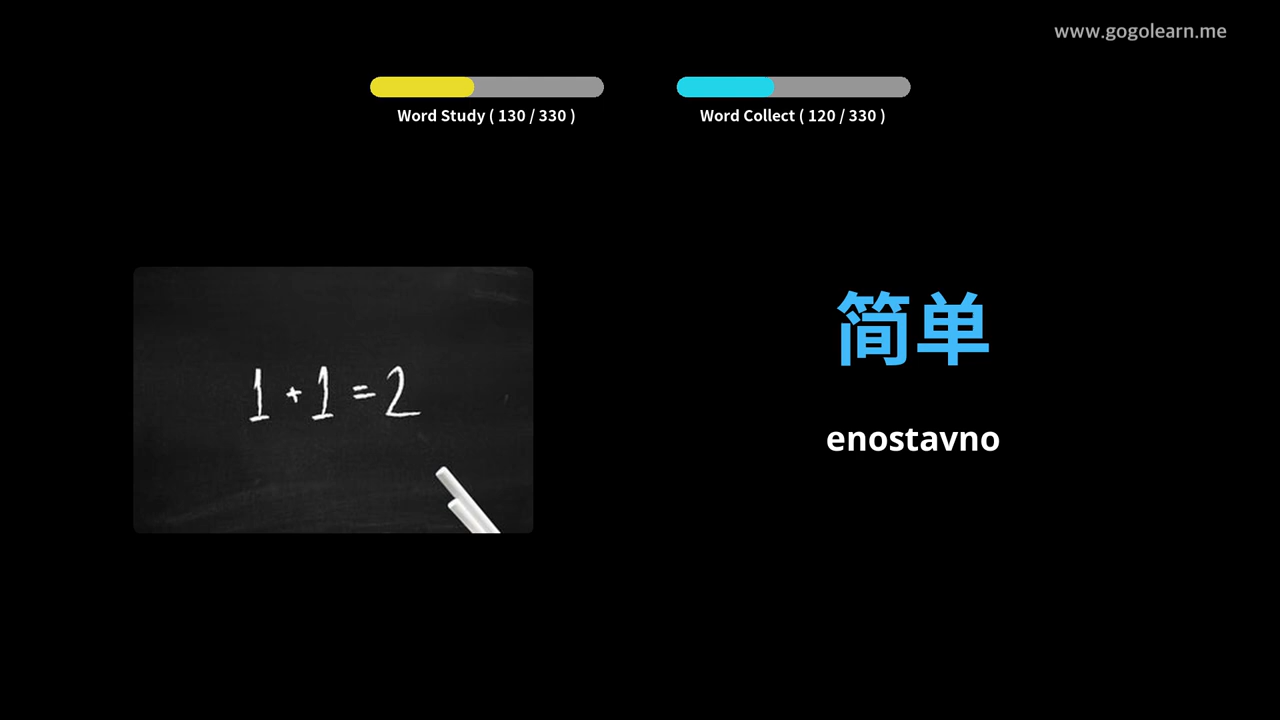 www.gogolearn.me
Word Study ( 130 / 330 )
Word Collect ( 120 / 330 )
1 + 1 = 2
简单
enostavno